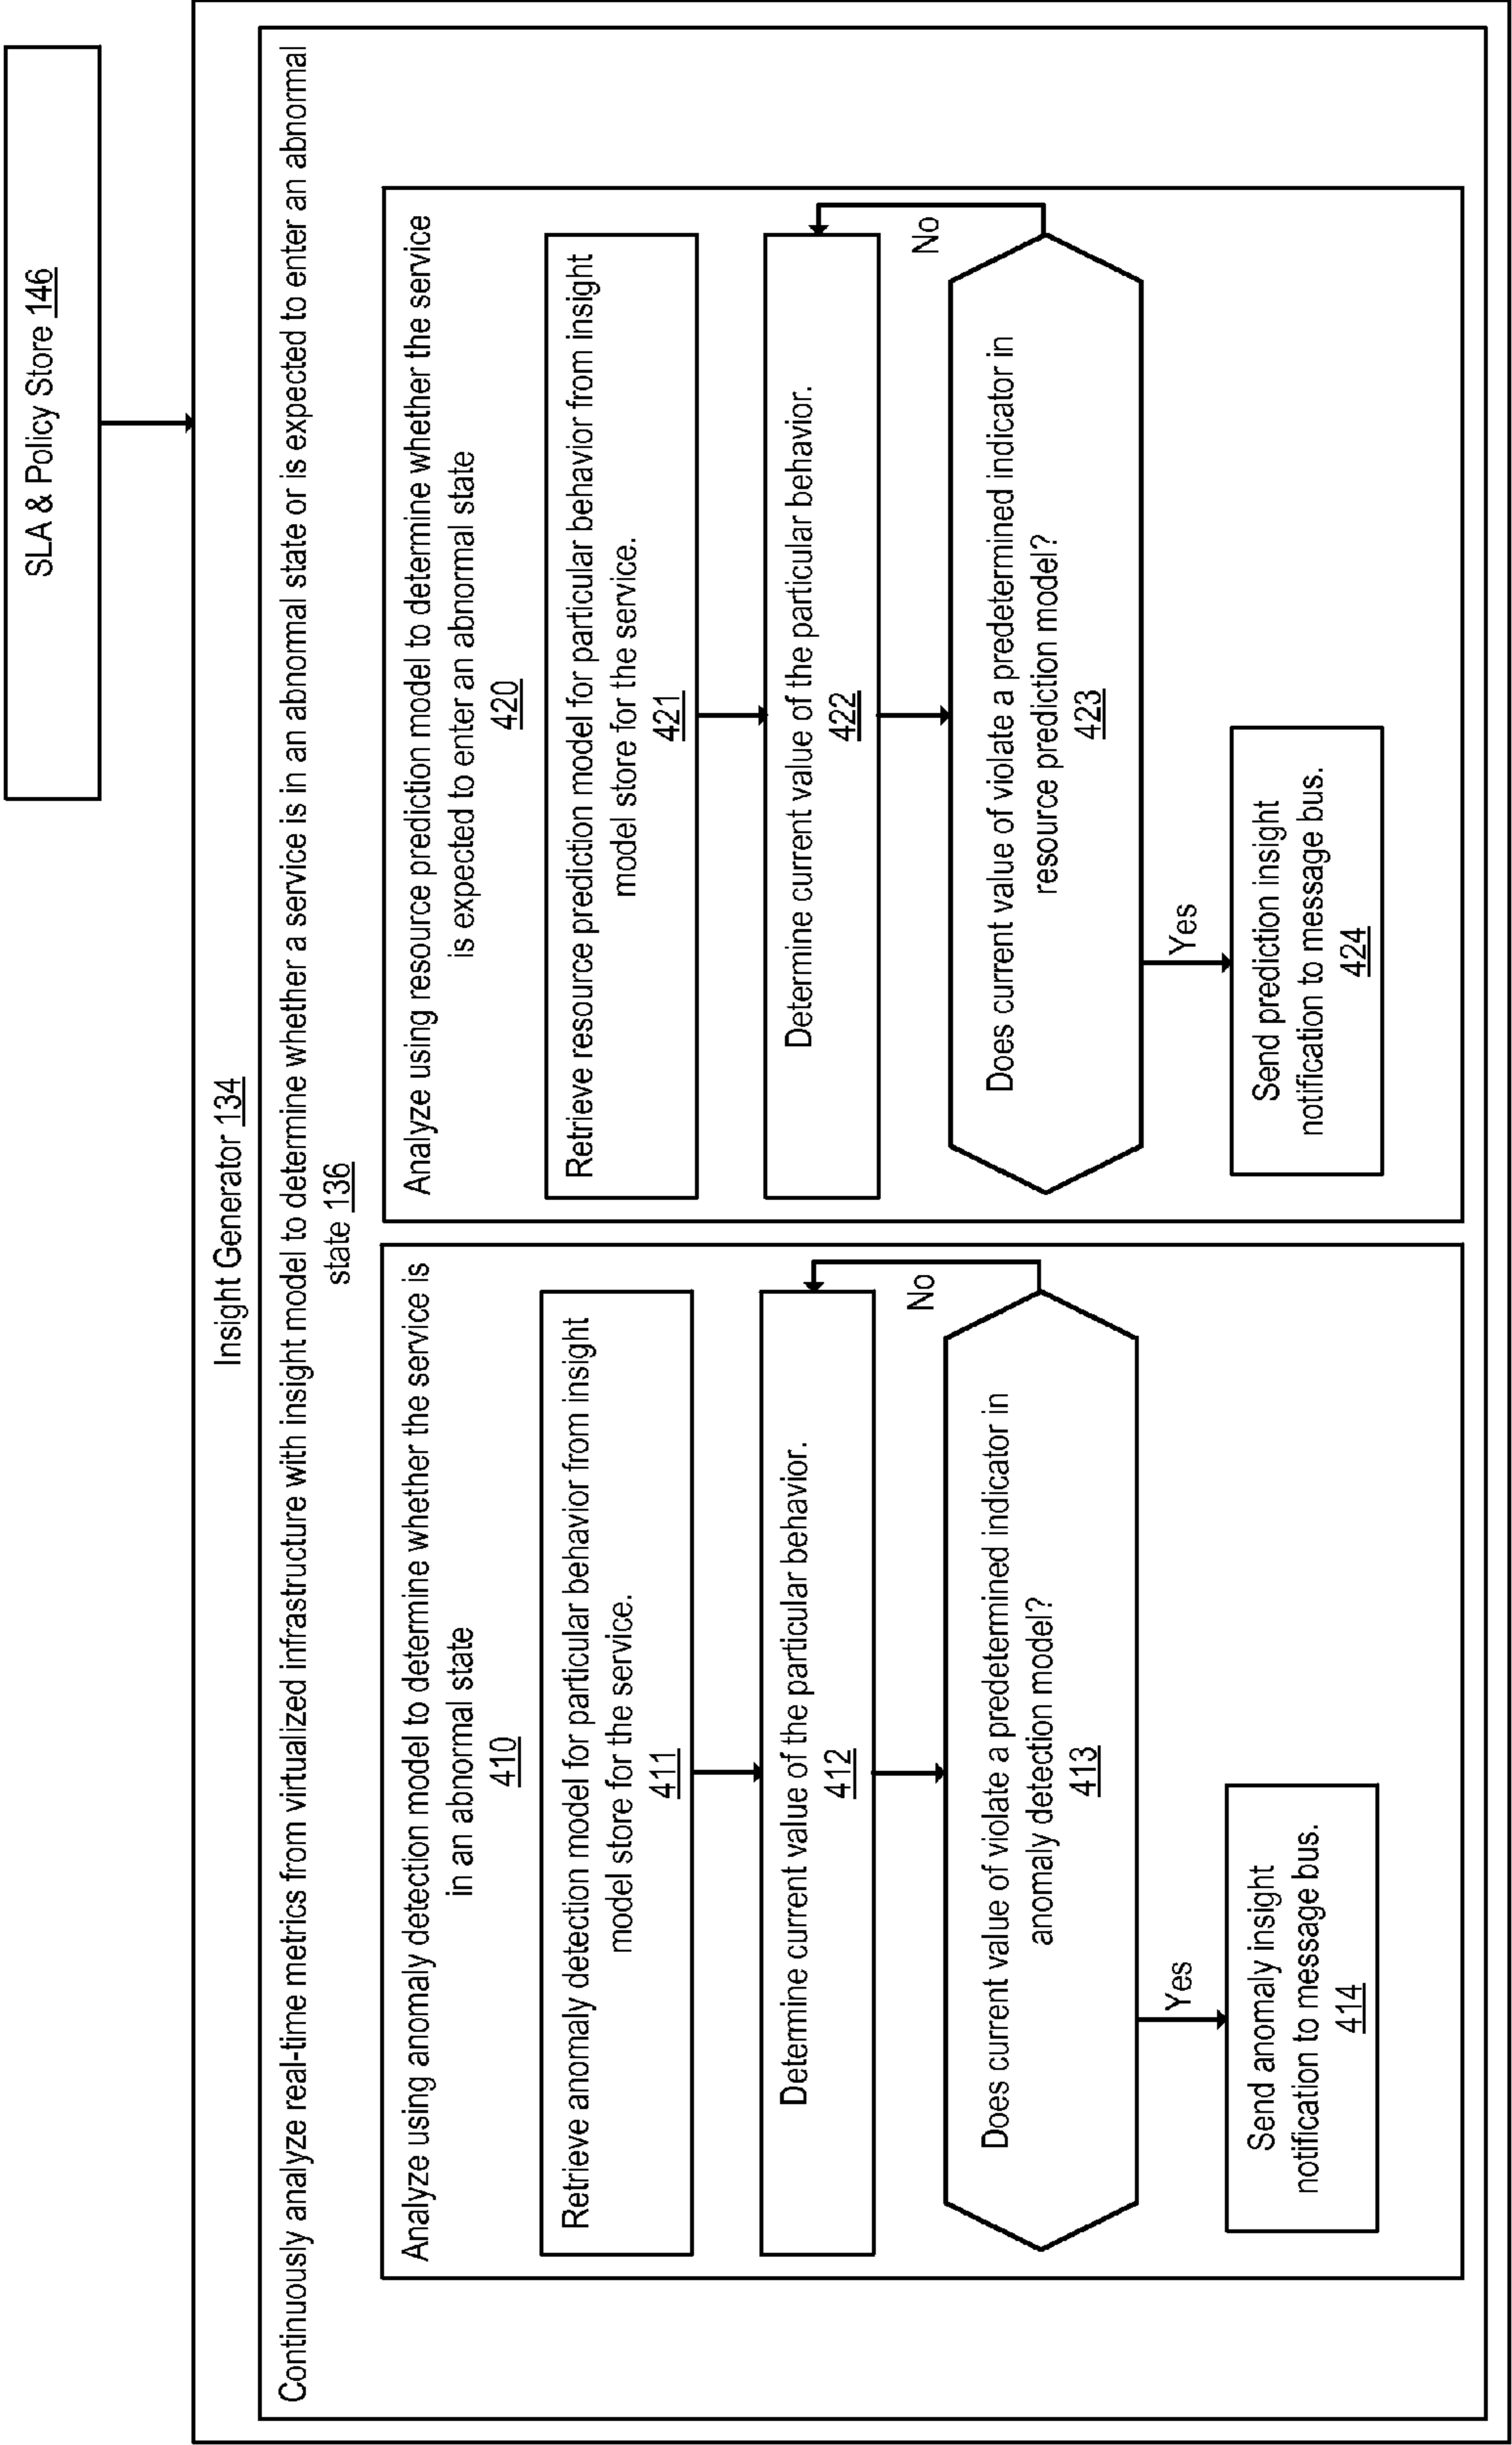 SLA & Policy Store 146
Insight Generator 134
Continuously analyze real-time metrics from virtualized infrastructure with insight model to determine whether a service is in an abnormal state or is expected to enter an abnormal
state 136
Analyze using anomaly detection model to determine whether the service is
in an abnormal state
410
Retrieve anomaly detection model for particular behavior from insight
model store for the service.
411
Determine current value of the particular behavior.
412
Does current value of violate a predetermined indicator in
anomaly detection model?
413
No
Yes
Send anomaly insight
notification to message bus.
414
Analyze using resource prediction model to determine whether the service
is expected to enter an abnormal state
420
Retrieve resource prediction model for particular behavior from insight
model store for the service.
421
Determine current value of the particular behavior.
422
Does current value of violate a predetermined indicator in
resource prediction model?
423
No
Yes
Send prediction insight
notification to message bus.
424